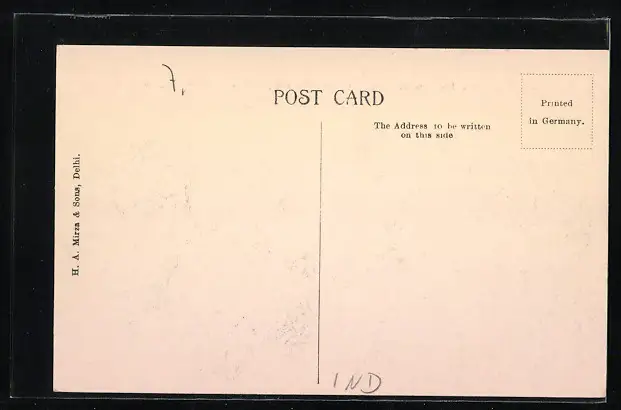 7,
POST CARD
The Address to be written
on this side
Printed
in Germany.
H. A. Mirza & Sons, Delhi.
IND